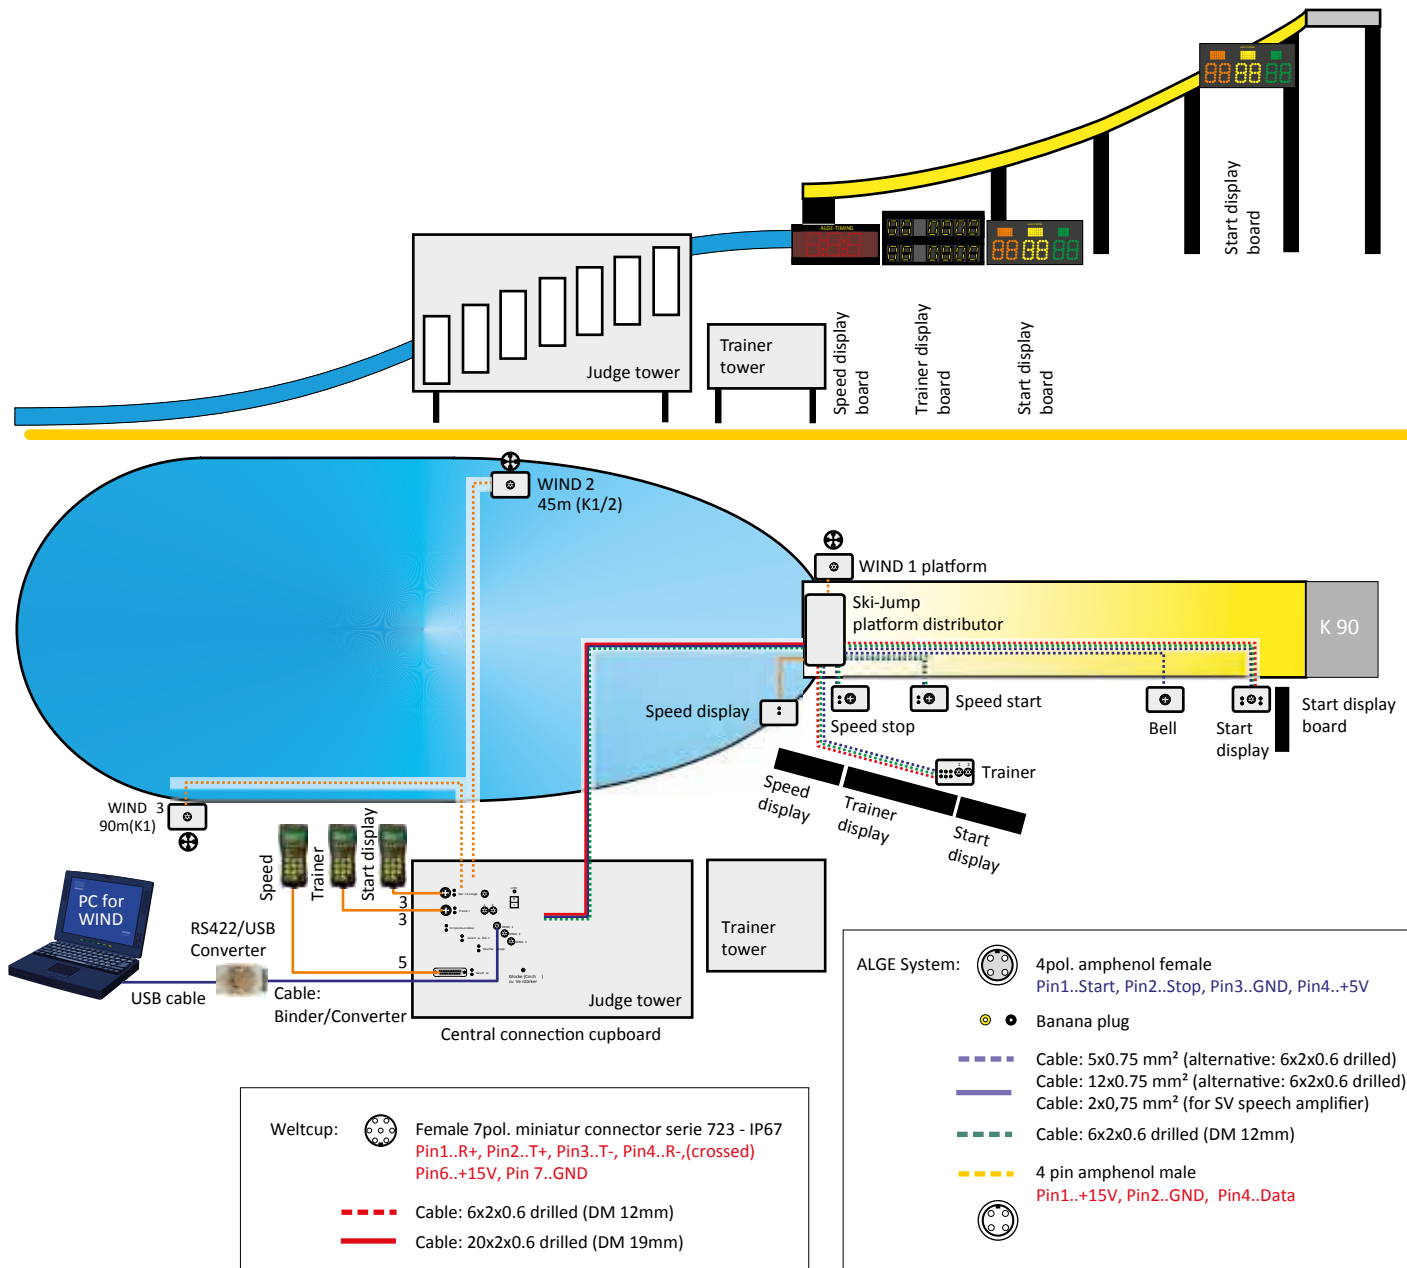 Start display
board
ALGE-TIMING
Judge tower
Trainer
tower
Speed display
board
Trainer display
board
Start display
board
WIND 2
45m (K1/2)
WIND 1 platform
Ski-Jump
platform distributor
K 90
Speed display
Speed stop
Speed start
Bell
Start
display
Start display
board
Trainer
Speed
display
Trainer
display
Start
display
WIND 3
90m(K1)
Speed
Trainer
Start display
3
3
5
PC for
WIND
RS422/USB
Converter
USB cable
Cable:
Binder/Converter
Judge tower
Central connection cupboard
Trainer
tower
ALGE System:
4pol. amphenol female
Pin1..Start, Pin2..Stop, Pin3..GND, Pin4..+5V
Banana plug
Cable: 5x0.75 mm² (alternative: 6x2x0.6 drilled)
Cable: 12x0.75 mm² (alternative: 6x2x0.6 drilled)
Cable: 2x0,75 mm² (for SV speech amplifier)
Cable: 6x2x0.6 drilled (DM 12mm)
4 pin amphenol male
Pin1..+15V, Pin2..GND, Pin4..Data
Weltcup:
Female 7pol. miniatur connector serie 723 - IP67
Pin1..R+, Pin2..T+, Pin3..T-, Pin4..R-,(crossed)
Pin6..+15V, Pin 7..GND
Cable: 6x2x0.6 drilled (DM 12mm)
Cable: 20x2x0.6 drilled (DM 19mm)